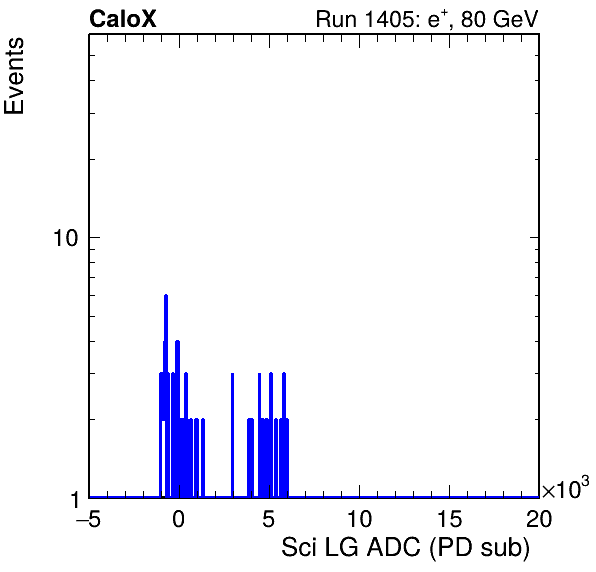 CaloX Run 1405: e⁺, 80 GeV
Events
10
1
−5 0 5 10 15 20
×10³
Sci LG ADC (PD sub)